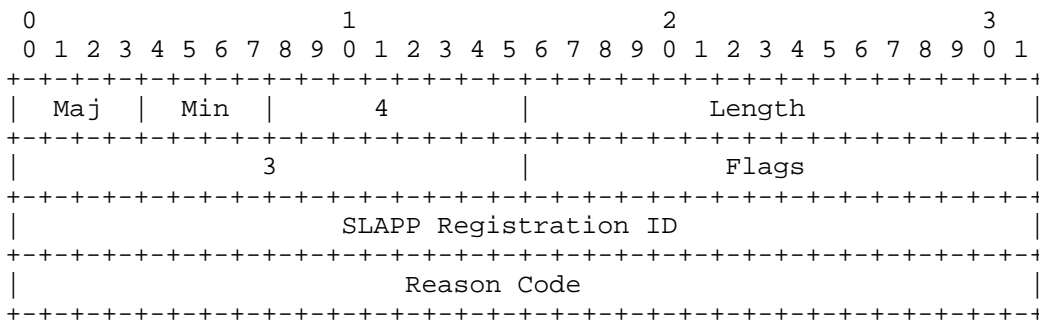 0                   1                   2                   3
 0 1 2 3 4 5 6 7 8 9 0 1 2 3 4 5 6 7 8 9 0 1 2 3 4 5 6 7 8 9 0 1
+-+-+-+-+-+-+-+-+-+-+-+-+-+-+-+-+-+-+-+-+-+-+-+-+-+-+-+-+-+-+-+-+
|  Maj  |  Min  |      4        |           Length              |
+-+-+-+-+-+-+-+-+-+-+-+-+-+-+-+-+-+-+-+-+-+-+-+-+-+-+-+-+-+-+-+-+
|               3               |            Flags              |
+-+-+-+-+-+-+-+-+-+-+-+-+-+-+-+-+-+-+-+-+-+-+-+-+-+-+-+-+-+-+-+-+
|                    SLAPP Registration ID                      |
+-+-+-+-+-+-+-+-+-+-+-+-+-+-+-+-+-+-+-+-+-+-+-+-+-+-+-+-+-+-+-+-+
|                        Reason Code                            |
+-+-+-+-+-+-+-+-+-+-+-+-+-+-+-+-+-+-+-+-+-+-+-+-+-+-+-+-+-+-+-+-+